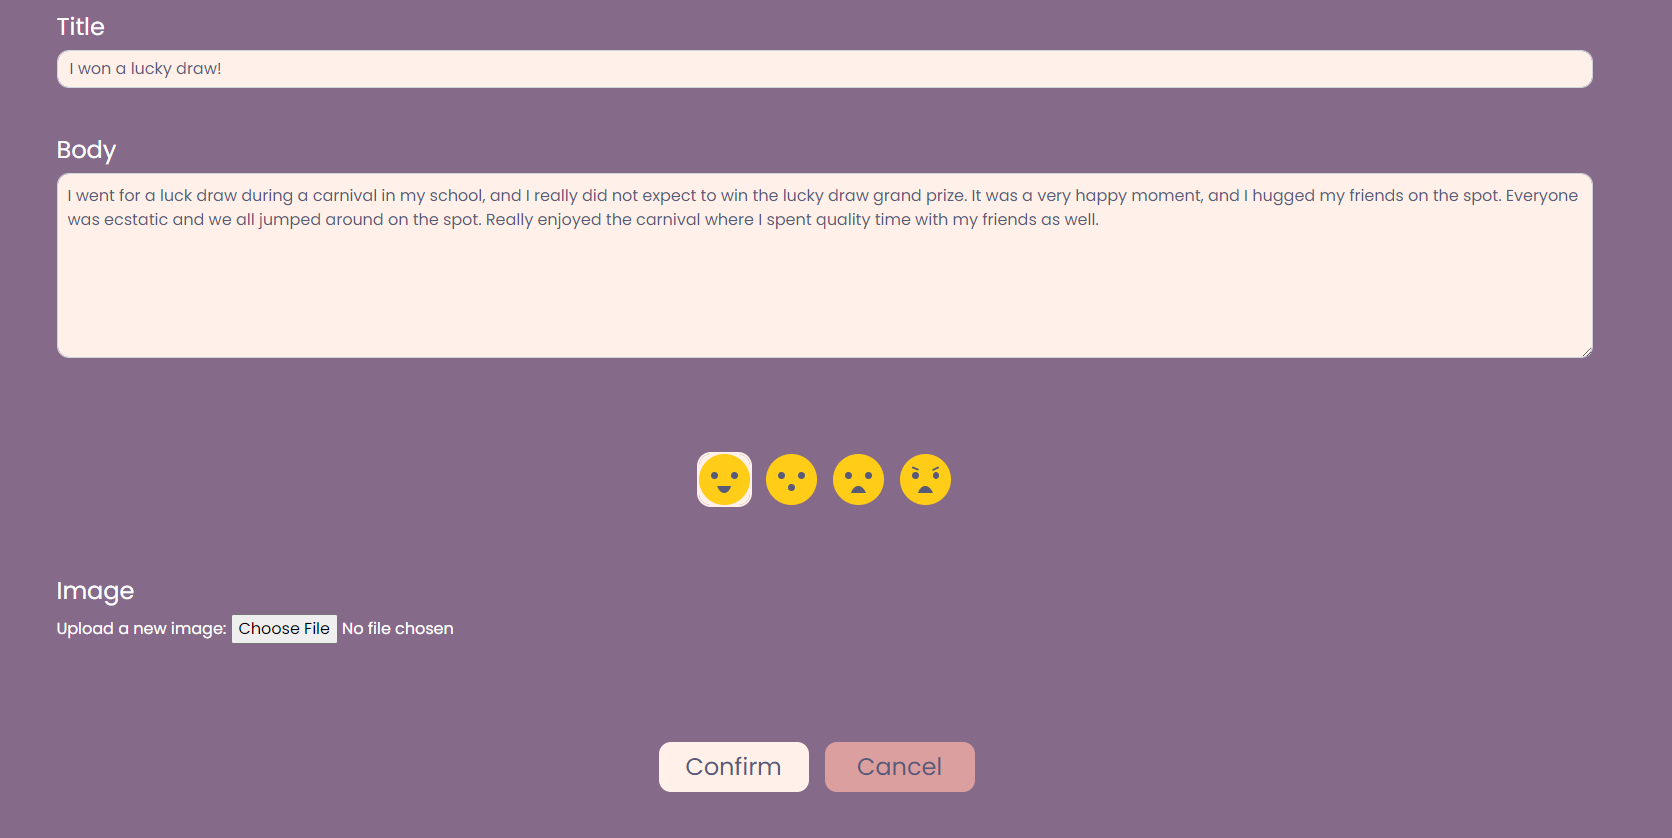 Title
I won a lucky draw!
Body
I went for a luck draw during a carnival in my school, and I really did not expect to win the lucky draw grand prize. It was a very happy moment, and I hugged my friends on the spot. Everyone
was ecstatic and we all jumped around on the spot. Really enjoyed the carnival where I spent quality time with my friends as well.
Image
Upload a new image: Choose File No file chosen
Confirm Cancel